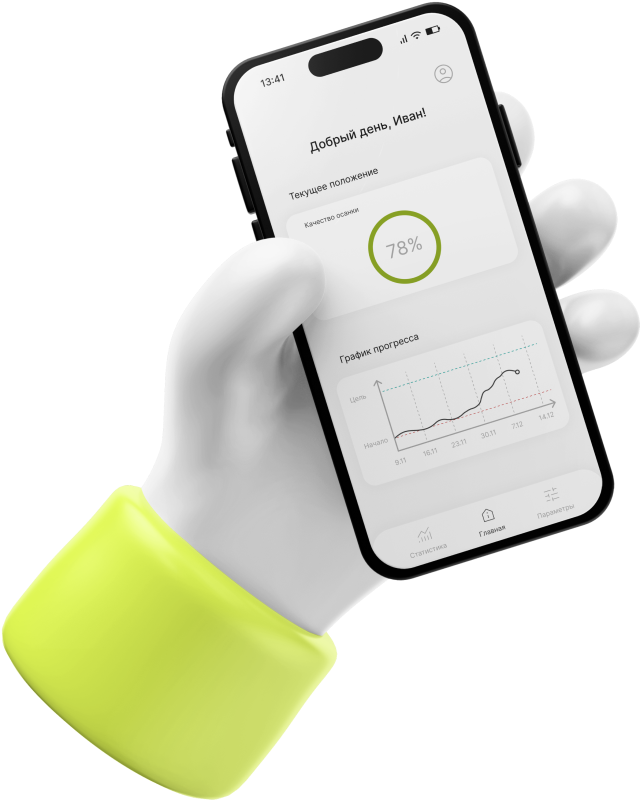 13:41
Добрый день, Иван!
Текущее положение
Качество осанки
78%
График прогресса
Цель
Начало
9.11 16.11 23.11 30.11 7.12 14.12
Статистика Главная Параметры